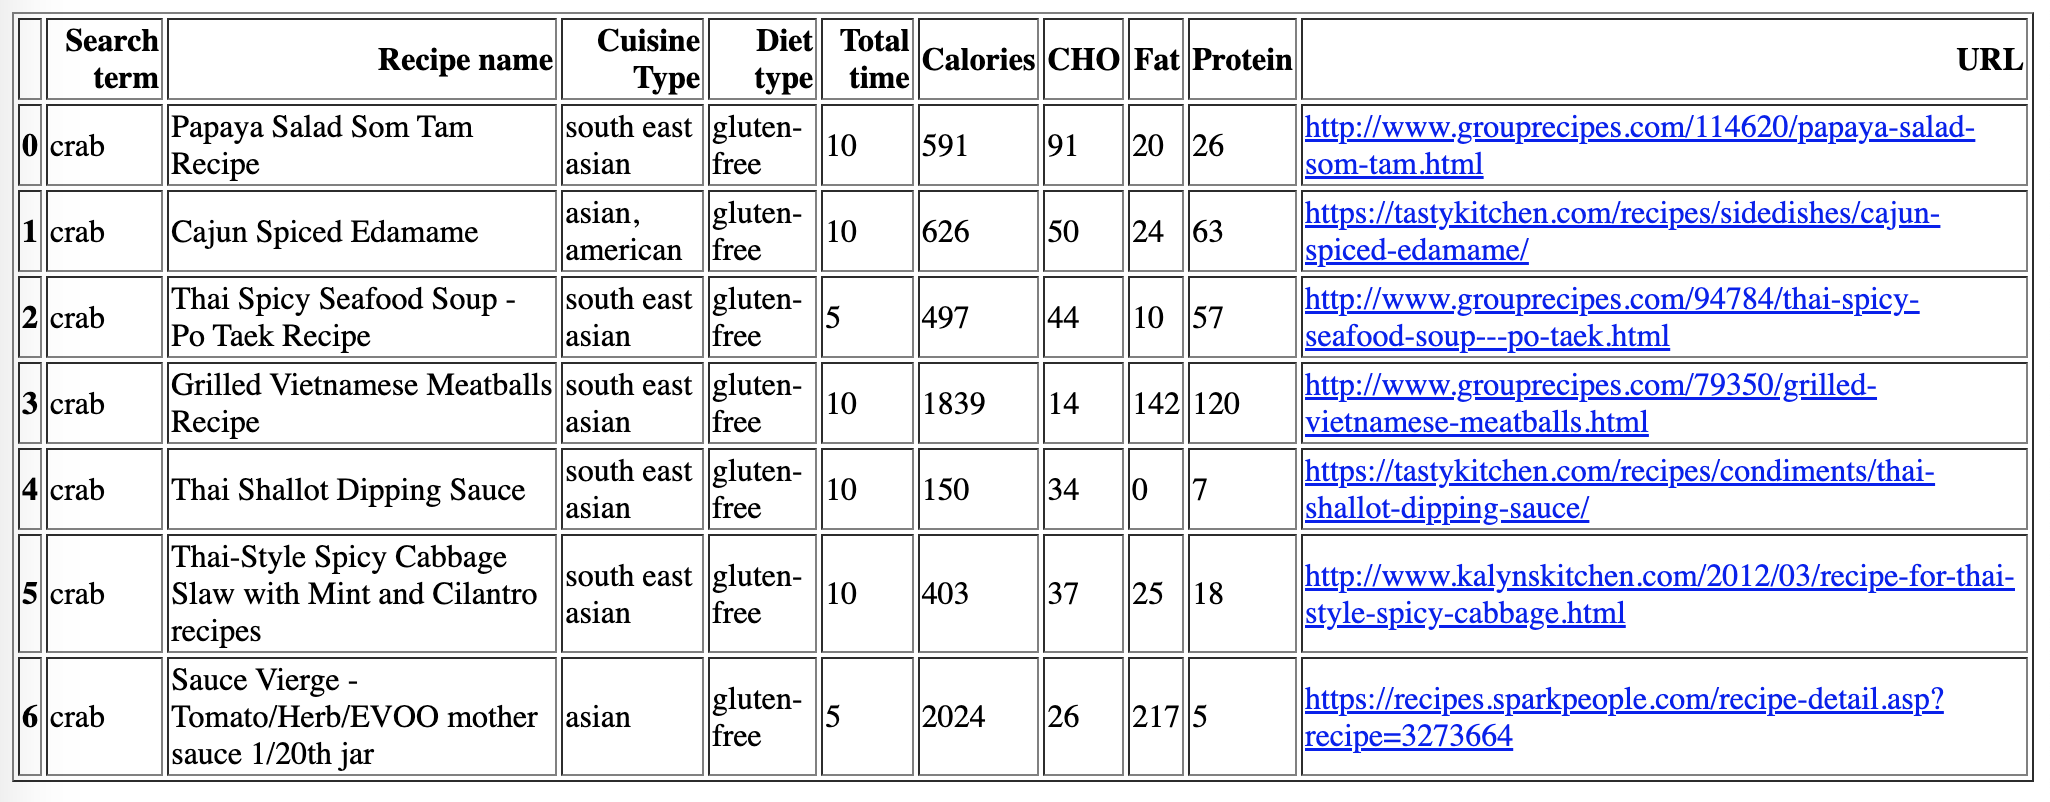 Search term Recipe name Cuisine Type Diet type Total time Calories CHO Fat Protein URL
0 crab Papaya Salad Som Tam Recipe south east asian gluten-free 10 591 91 20 26 http://www.grouprecipes.com/114620/papaya-salad-som-tam.html
1 crab Cajun Spiced Edamame asian, american gluten-free 10 626 50 24 63 https://tastykitchen.com/recipes/sidedishes/cajun-spiced-edamame/
2 crab Thai Spicy Seafood Soup - Po Taek Recipe south east asian gluten-free 5 497 44 10 57 http://www.grouprecipes.com/94784/thai-spicy-seafood-soup---po-taek.html
3 crab Grilled Vietnamese Meatballs Recipe south east asian gluten-free 10 1839 14 142 120 http://www.grouprecipes.com/79350/grilled-vietnamese-meatballs.html
4 crab Thai Shallot Dipping Sauce south east asian gluten-free 10 150 34 0 7 https://tastykitchen.com/recipes/condiments/thai-shallot-dipping-sauce/
5 crab Thai-Style Spicy Cabbage Slaw with Mint and Cilantro recipes south east asian gluten-free 10 403 37 25 18 http://www.kalynskitchen.com/2012/03/recipe-for-thai-style-spicy-cabbage.html
6 crab Sauce Vierge - Tomato/Herb/EVOO mother sauce 1/20th jar asian gluten-free 5 2024 26 217 5 https://recipes.sparkpeople.com/recipe-detail.asp?recipe=3273664